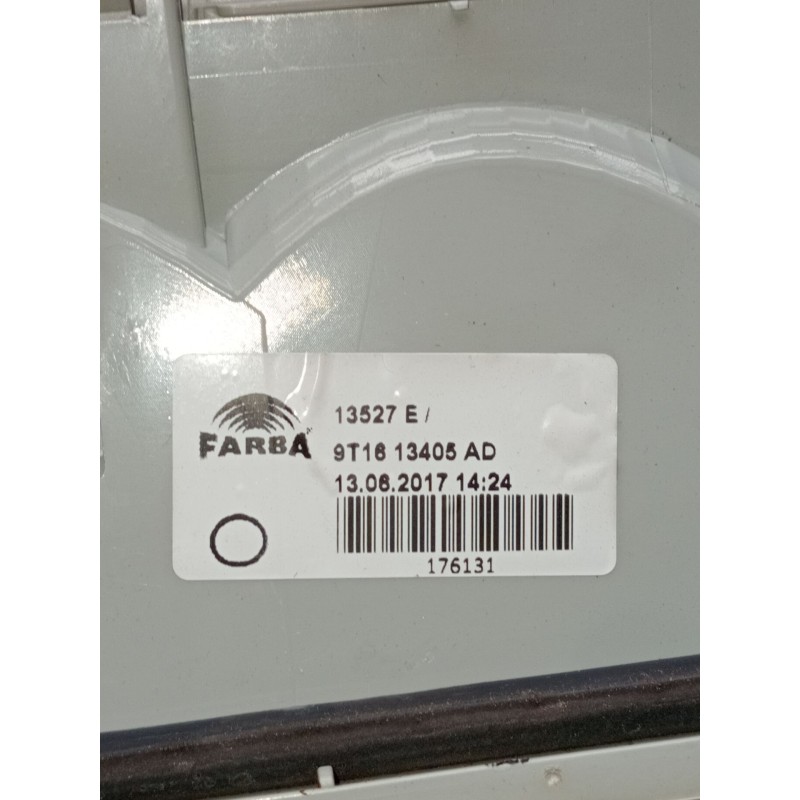 FARBA
13527 E /
9T16 13405 AD
13.06.2017 14:24
176131